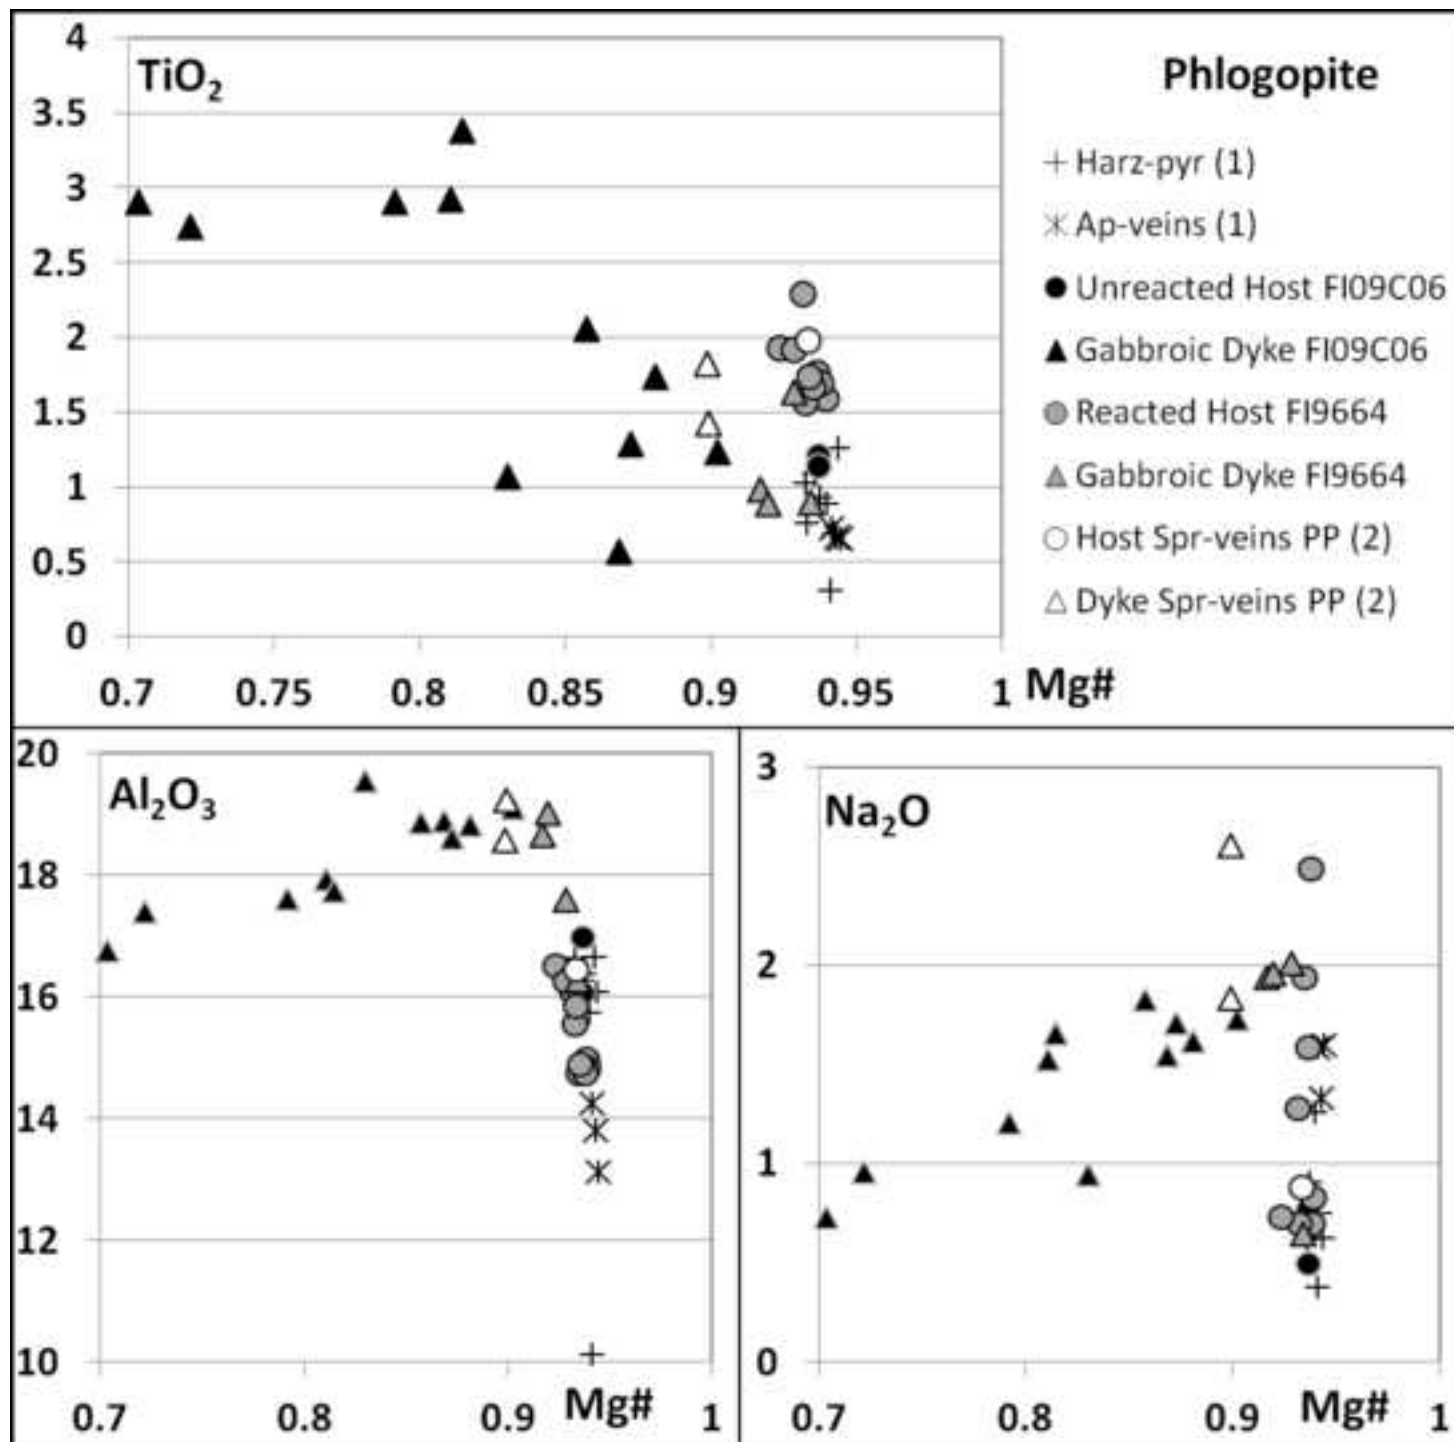 4
TiO2
3.5
3
2.5
2
1.5
1
0.5
0
0.7 0.75 0.8 0.85 0.9 0.95 1 Mg#
Phlogopite
Harz-pyr (1)
Ap-veins (1)
Unreacted Host FI09C06
Gabbroic Dyke FI09C06
Reacted Host FI9664
Gabbroic Dyke FI9664
Host Spr-veins PP (2)
Dyke Spr-veins PP (2)
20
Al2O3
18
16
14
12
10
0.7 0.8 0.9 Mg# 1
3
Na2O
2
1
0
0.7 0.8 0.9 Mg# 1